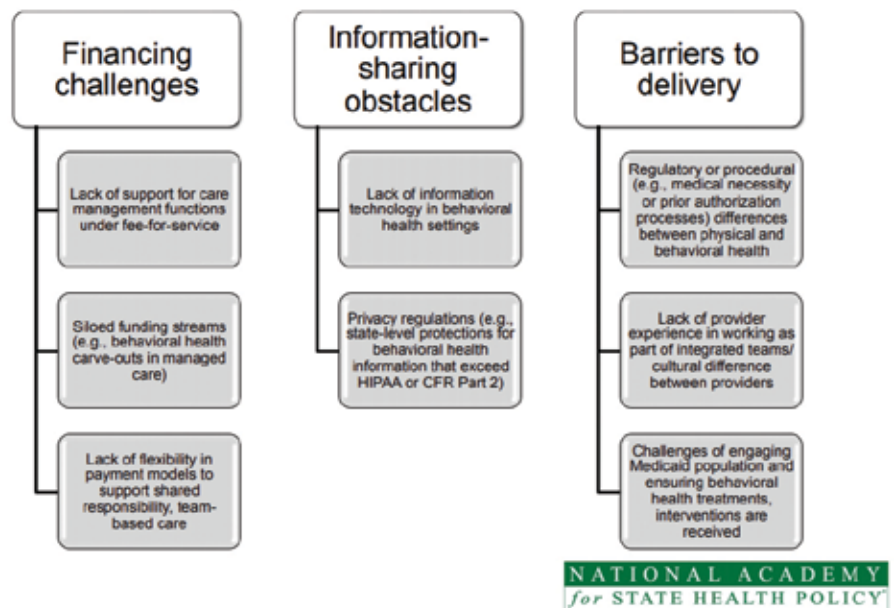 Financing
challenges
Lack of support for care
management functions
under fee-for-service
Siloed funding streams
(e.g., behavioral health
carve-outs in managed
care)
Lack of flexibility in
payment models to
support shared
responsibility, team-
based care
Information-
sharing
obstacles
Lack of information
technology in behavioral
health settings
Privacy regulations (e.g.,
state-level protections for
behavioral health
information that exceed
HIPAA or CFR Part 2)
Barriers to
delivery
Regulatory or procedural
(e.g., medical necessity
or prior authorization
processes) differences
between physical and
behavioral health
Lack of provider
experience in working as
part of integrated teams/
cultural difference
between providers
Challenges of engaging
Medicaid population and
ensuring behavioral
health treatments,
interventions are
received
NATIONAL ACADEMY
for STATE HEALTH POLICY